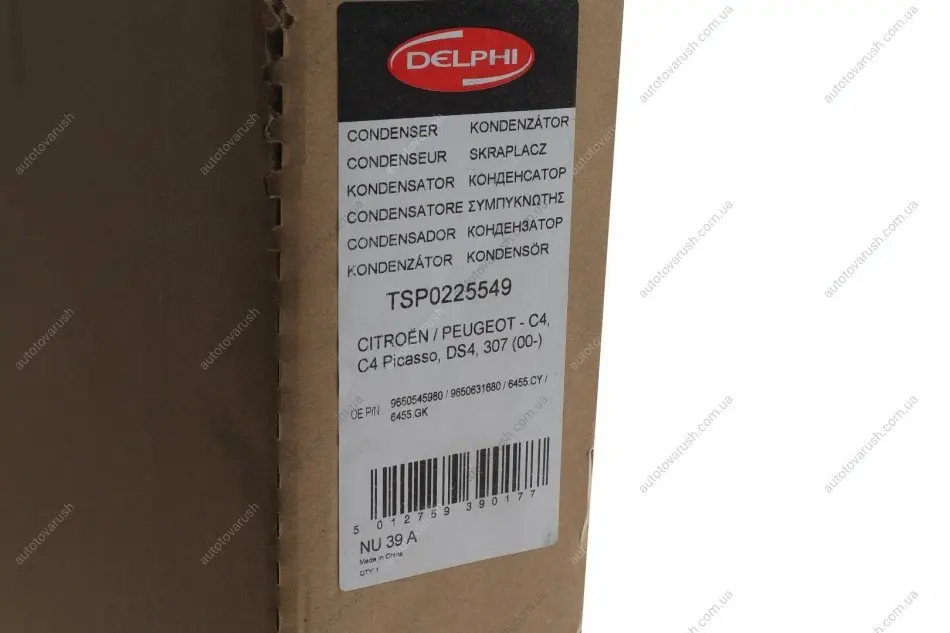 DELPHI
CONDENSER KONDENZÁTOR
CONDENSEUR SKRAPLACZ
KONDENSATOR КОНДЕНСАТОР
CONDENSATORE ΣΥΜΠΥΚΝΩΤΗΣ
CONDENSADOR КОНДЕНЗАТОР
KONDENZÁTOR KONDENSÖR
TSP0225549
CITROËN / PEUGEOT - C4,
C4 Picasso, DS4, 307 (00-)
OE P/N 9650545980 / 9650631680 / 6455.CY /
6455.GK
5 012759 390177
NU 39 A
Made in China
QTY 1
autotovarush.com.ua